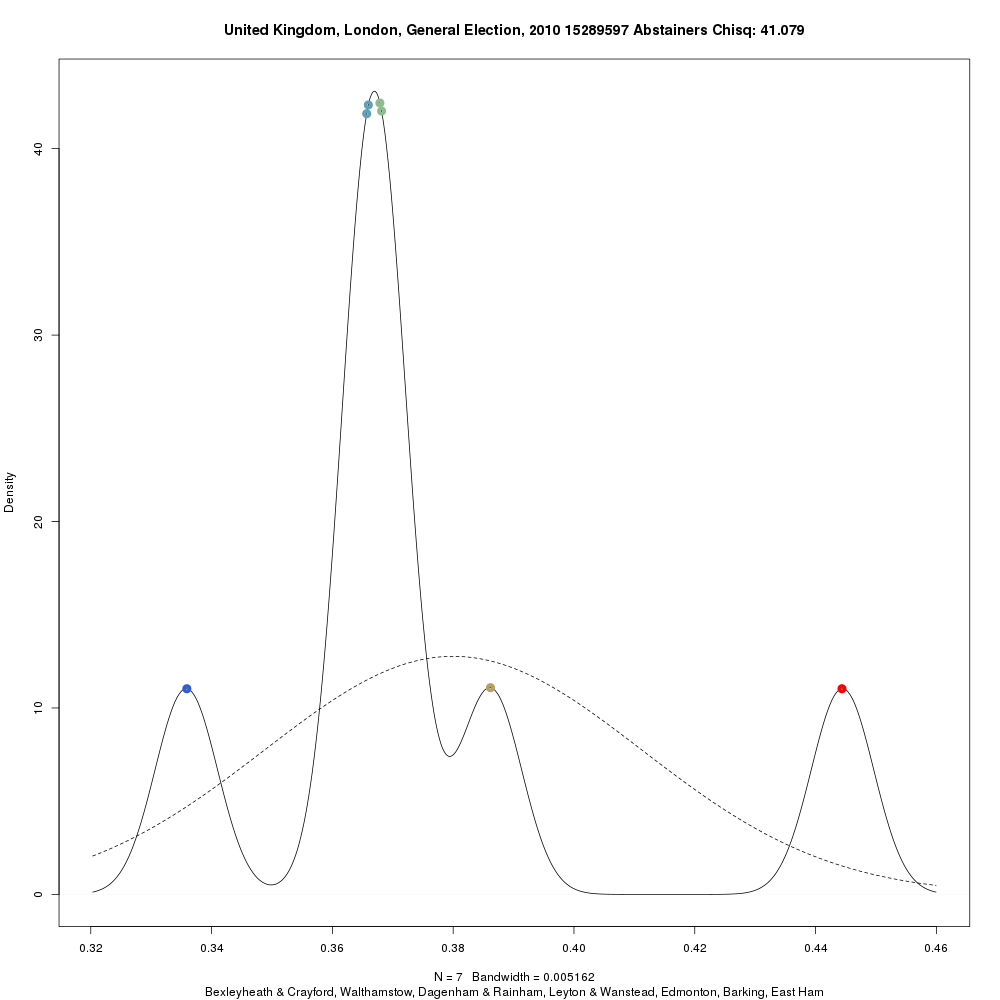 United Kingdom, London, General Election, 2010 15289597 Abstainers Chisq: 41.079
40
30
20
10
0
Density
0.32 0.34 0.36 0.38 0.40 0.42 0.44 0.46
N = 7 Bandwidth = 0.005162
Bexleyheath & Crayford, Walthamstow, Dagenham & Rainham, Leyton & Wanstead, Edmonton, Barking, East Ham